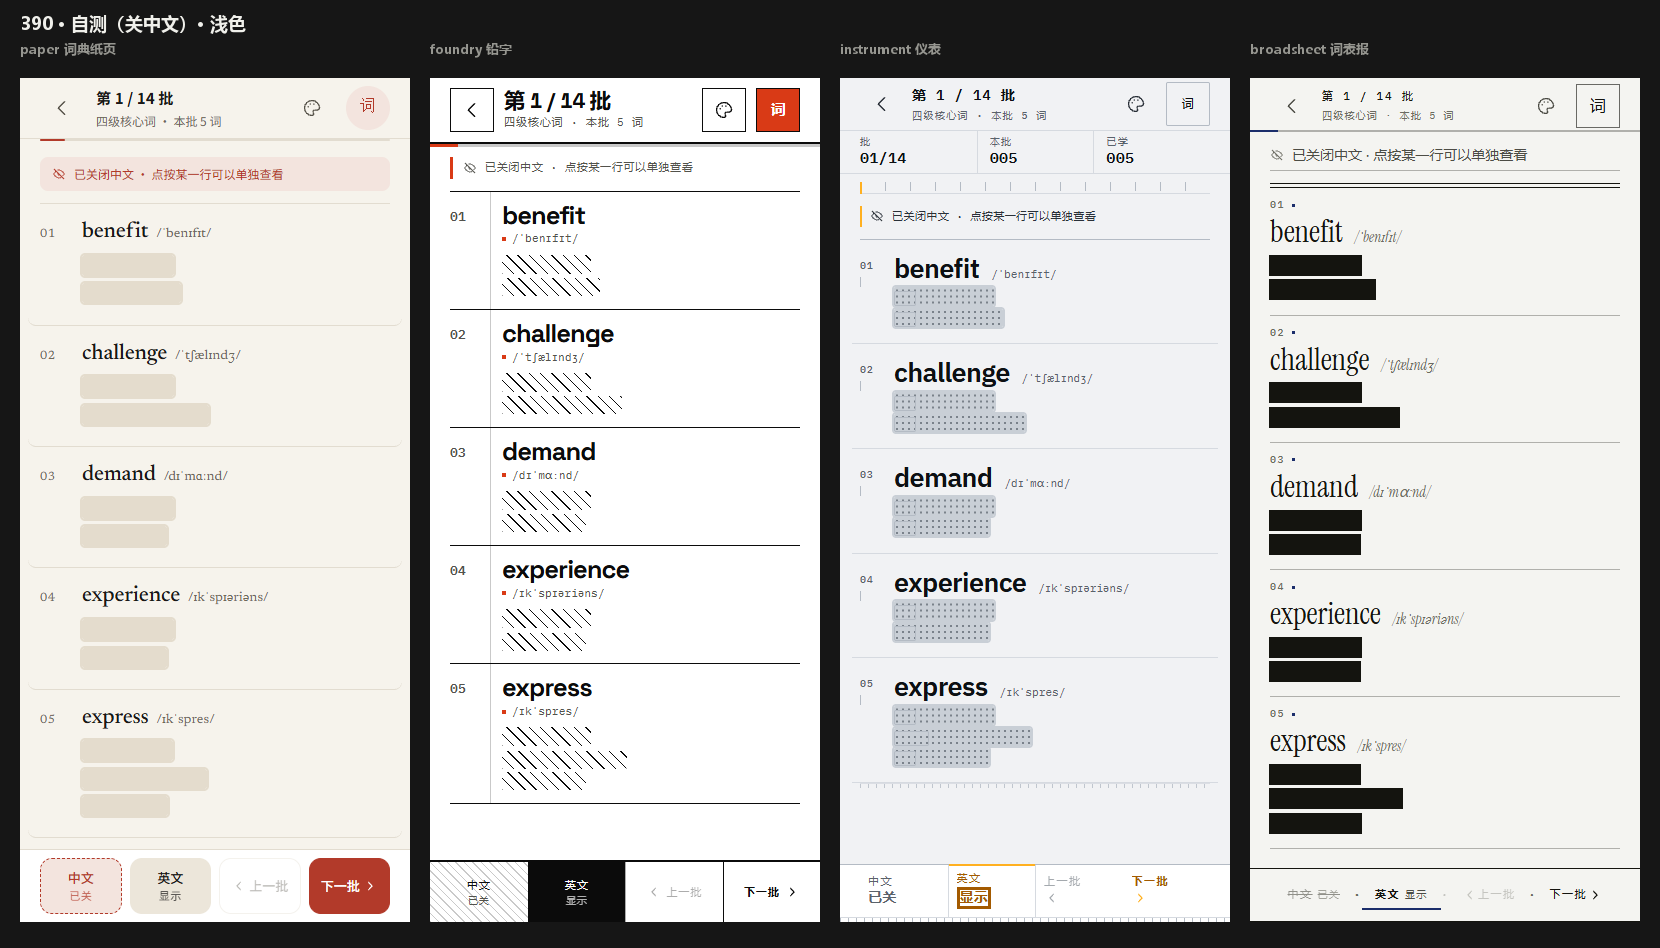 390 • 自测（关中文）• 浅色
paper 词典纸页
第 1 / 14 批
四级核心词 • 本批 5 词
词
已关闭中文 • 点按某一行可以单独查看
01 benefit /ˈbenɪfɪt/
02 challenge /ˈtʃælɪndʒ/
03 demand /dɪˈmɑːnd/
04 experience /ɪkˈspɪəriəns/
05 express /ɪkˈspres/
中文 已关
英文 显示
上一批
下一批
foundry 铅字
第 1 / 14 批
四级核心词 · 本批 5 词
词
已关闭中文 · 点按某一行可以单独查看
01 benefit
/ˈbenɪfɪt/
02 challenge
/ˈtʃælɪndʒ/
03 demand
/dɪˈmɑːnd/
04 experience
/ɪkˈspɪəriəns/
05 express
/ɪkˈspres/
中文 已关
英文 显示
上一批
下一批
instrument 仪表
第 1 / 14 批
四级核心词 · 本批 5 词
词
批 本批 已学
01/14 005 005
已关闭中文 · 点按某一行可以单独查看
01 benefit /ˈbenɪfɪt/
02 challenge /ˈtʃælɪndʒ/
03 demand /dɪˈmɑːnd/
04 experience /ɪkˈspɪəriəns/
05 express /ɪkˈspres/
中文 已关
英文 显示
上一批
下一批
broadsheet 词表报
第 1 / 14 批
四级核心词 · 本批 5 词
词
已关闭中文 · 点按某一行可以单独查看
01
benefit /ˈbenɪfɪt/
02
challenge /ˈtʃælɪndʒ/
03
demand /dɪˈmɑːnd/
04
experience /ɪkˈspɪəriəns/
05
express /ɪkˈspres/
中文 已关 · 英文 显示 · 上一批 · 下一批